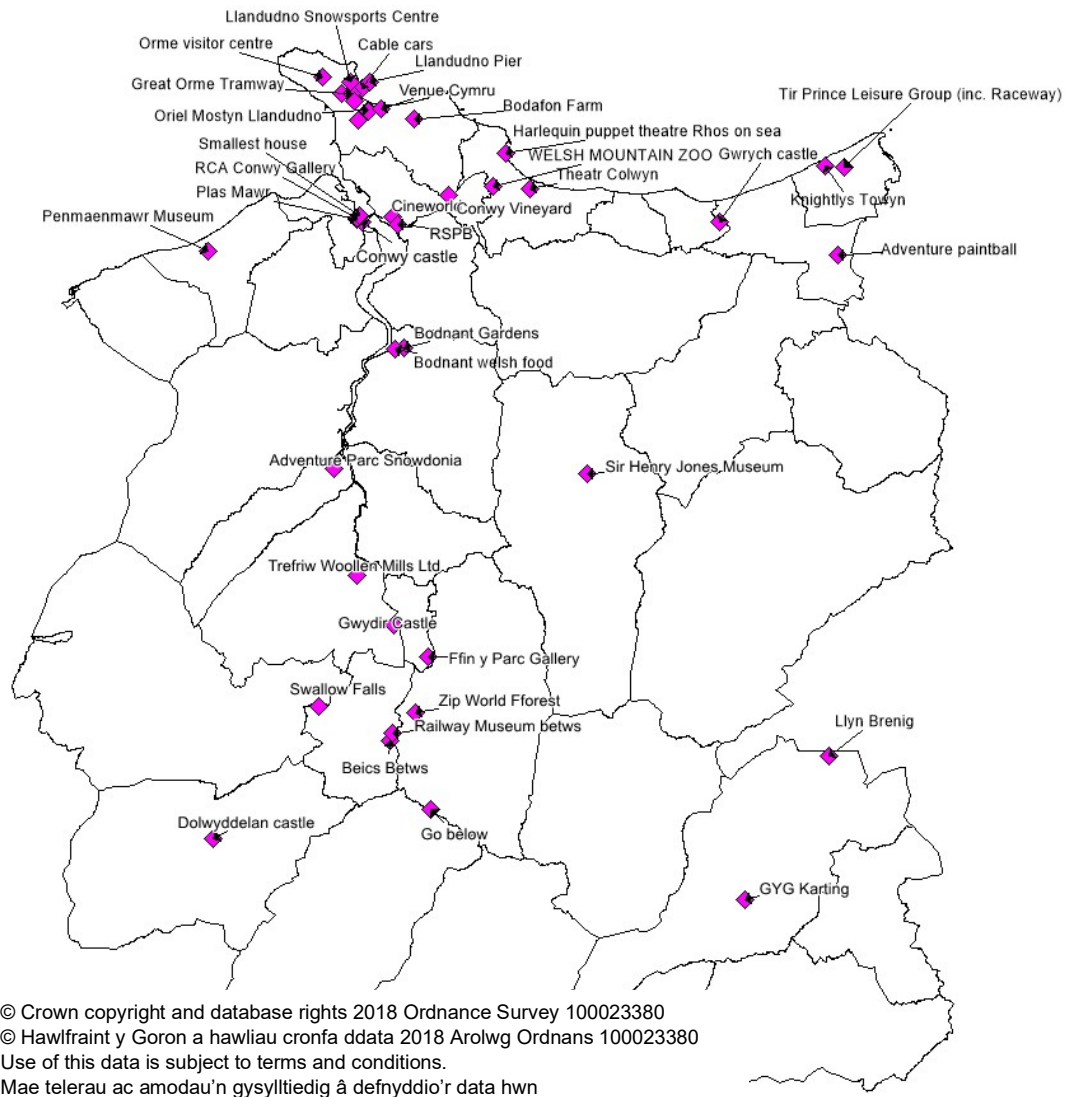 Llandudno Snowsports Centre
Orme visitor centre
Cable cars
Llandudno Pier
Great Orme Tramway
Venue Cymru
Tir Prince Leisure Group (inc. Raceway)
Bodafon Farm
Oriel Mostyn Llandudno
Harlequin puppet theatre Rhos on sea
Smallest house
WELSH MOUNTAIN ZOO
Gwrych castle
RCA Conwy Gallery
Theatr Colwyn
Plas Mawr
Knightlys Towyn
Cineworld
Conwy Vineyard
Penmaenmawr Museum
RSPB
Adventure paintball
Conwy castle
Bodnant Gardens
Bodnant welsh food
Adventure Parc Snowdonia
Sir Henry Jones Museum
Trefriw Woollen Mills Ltd
Gwydir Castle
Ffin y Parc Gallery
Swallow Falls
Zip World Fforest
Railway Museum betws
Llyn Brenig
Beics Betws
Dolwyddelan castle
Go below
GYG Karting
© Crown copyright and database rights 2018 Ordnance Survey 100023380
© Hawlfraint y Goron a hawliau cronfa ddata 2018 Arolwg Ordnans 100023380
Use of this data is subject to terms and conditions.
Mae telerau ac amodau'n gysylltiedig â defnyddio'r data hwn